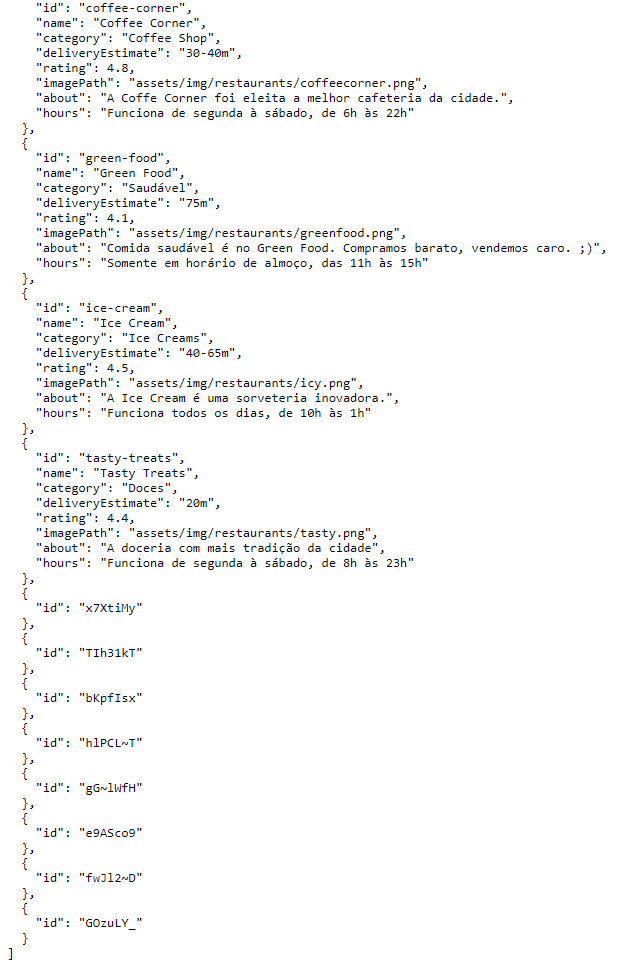 "id": "coffee-corner",
"name": "Coffee Corner",
"category": "Coffee Shop",
"deliveryEstimate": "30-40m",
"rating": 4.8,
"imagePath": "assets/img/restaurants/coffeecorner.png",
"about": "A Coffe Corner foi eleita a melhor cafeteria da cidade.",
"hours": "Funciona de segunda à sábado, de 6h às 22h"
},
{
"id": "green-food",
"name": "Green Food",
"category": "Saudável",
"deliveryEstimate": "75m",
"rating": 4.1,
"imagePath": "assets/img/restaurants/greenfood.png",
"about": "Comida saudável é no Green Food. Compramos barato, vendemos caro. ;)",
"hours": "Somente em horário de almoço, das 11h às 15h"
},
{
"id": "ice-cream",
"name": "Ice Cream",
"category": "Ice Creams",
"deliveryEstimate": "40-65m",
"rating": 4.5,
"imagePath": "assets/img/restaurants/icy.png",
"about": "A Ice Cream é uma sorveteria inovadora.",
"hours": "Funciona todos os dias, de 10h às 1h"
},
{
"id": "tasty-treats",
"name": "Tasty Treats",
"category": "Doces",
"deliveryEstimate": "20m",
"rating": 4.4,
"imagePath": "assets/img/restaurants/tasty.png",
"about": "A doceria com mais tradição da cidade",
"hours": "Funciona de segunda à sábado, de 8h às 23h"
},
{
"id": "x7XtiMy"
},
{
"id": "TIh31kT"
},
{
"id": "bKpfIsx"
},
{
"id": "hlPCL~T"
},
{
"id": "gG~lWfH"
},
{
"id": "e9ASco9"
},
{
"id": "fwJl2~D"
},
{
"id": "GOzuLY_"
}
]